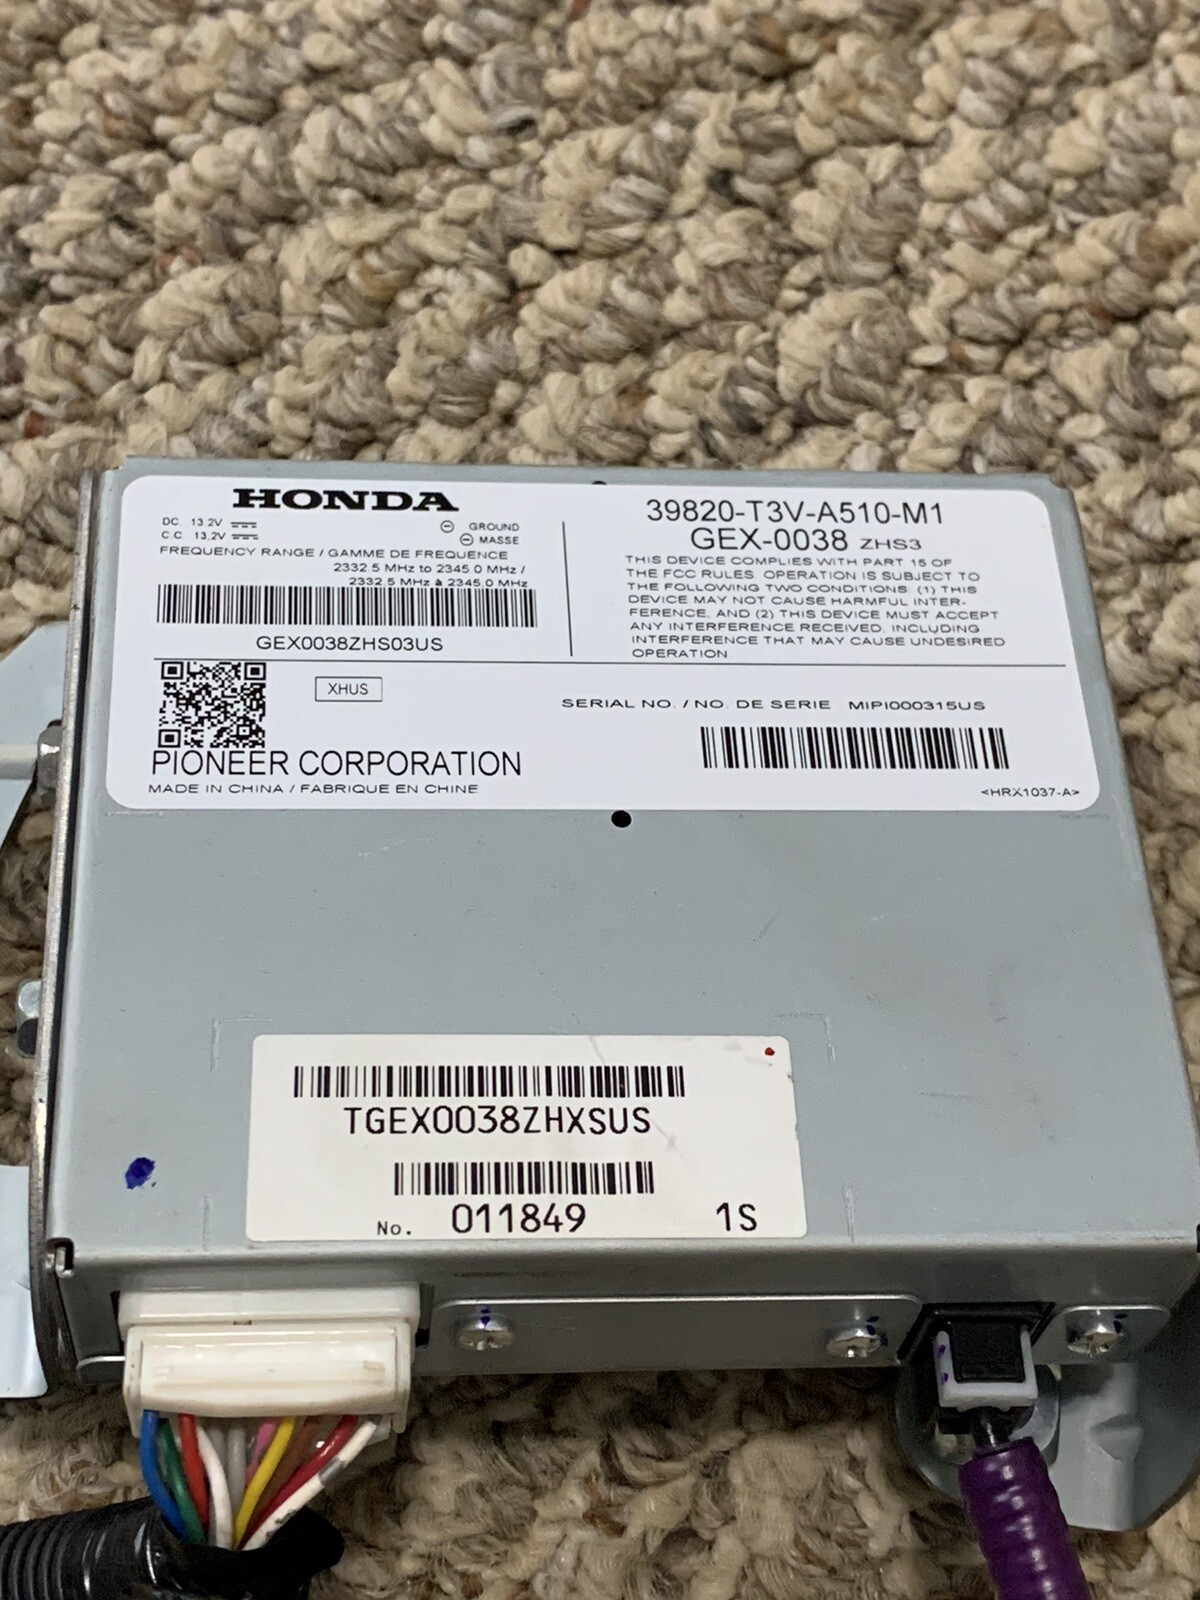 HONDA
DC. 13.2V
C.C. 13,2V
GROUND
MASSE
FREQUENCY RANGE / GAMME DE FREQUENCE
2332.5 MHz to 2345.0 MHz /
2332.5 MHz à 2345.0 MHz
GEX0038ZHS03US
39820-T3V-A510-M1
GEX-0038 ZHS3
THIS DEVICE COMPLIES WITH PART 15 OF
THE FCC RULES. OPERATION IS SUBJECT TO
THE FOLLOWING TWO CONDITIONS: (1) THIS
DEVICE MAY NOT CAUSE HARMFUL INTER-
FERENCE, AND (2) THIS DEVICE MUST ACCEPT
ANY INTERFERENCE RECEIVED, INCLUDING
INTERFERENCE THAT MAY CAUSE UNDESIRED
OPERATION.
XHUS
PIONEER CORPORATION
MADE IN CHINA / FABRIQUE EN CHINE
SERIAL NO. / NO. DE SERIE MIPI000315US
<HRX1037-A>
TGEX0038ZHXSUS
No. 011849 1S